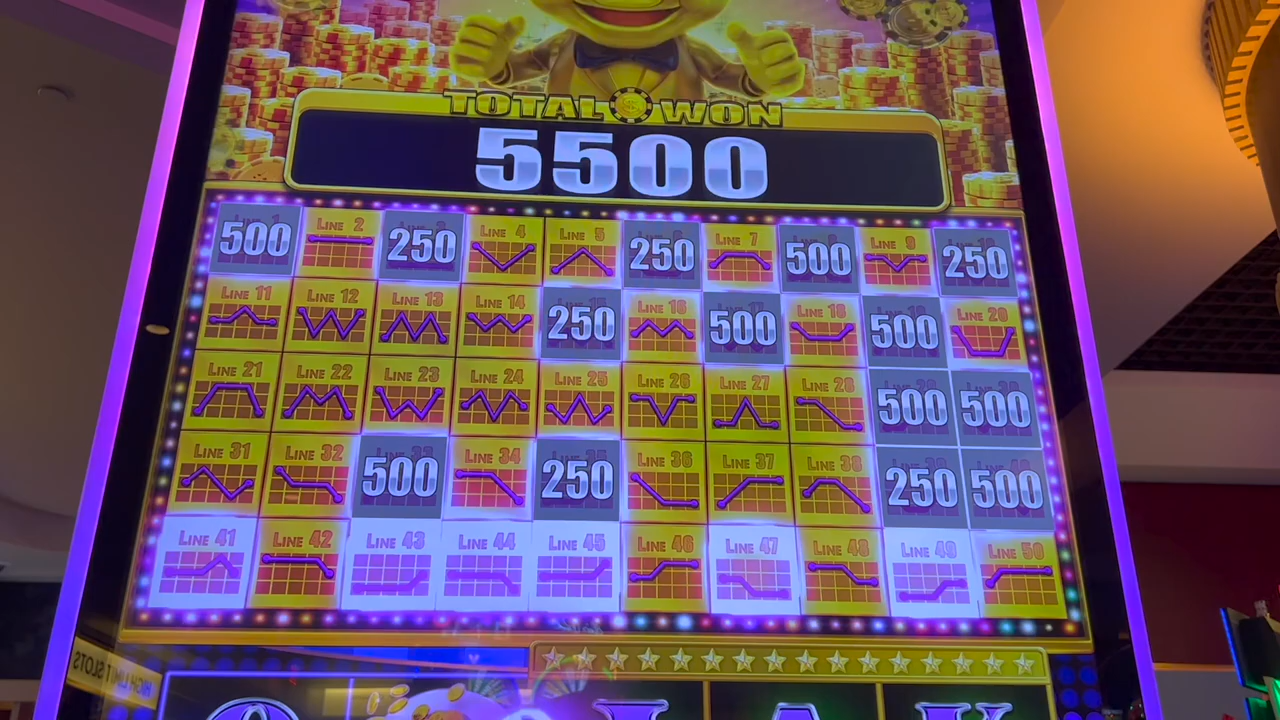 TOTAL WON
5500
500 LINE 2 250 LINE 4 LINE 5 250 LINE 7 500 LINE 9 250
LINE 11 LINE 12 LINE 13 LINE 14 250 LINE 16 500 LINE 18 500 LINE 20
LINE 21 LINE 22 LINE 23 LINE 24 LINE 25 LINE 26 LINE 27 LINE 28 500 500
LINE 31 LINE 32 500 LINE 34 250 LINE 36 LINE 37 LINE 38 250 500
LINE 41 LINE 42 LINE 43 LINE 44 LINE 45 LINE 46 LINE 47 LINE 48 LINE 49 LINE 50
HIGH LIMIT SLOTS